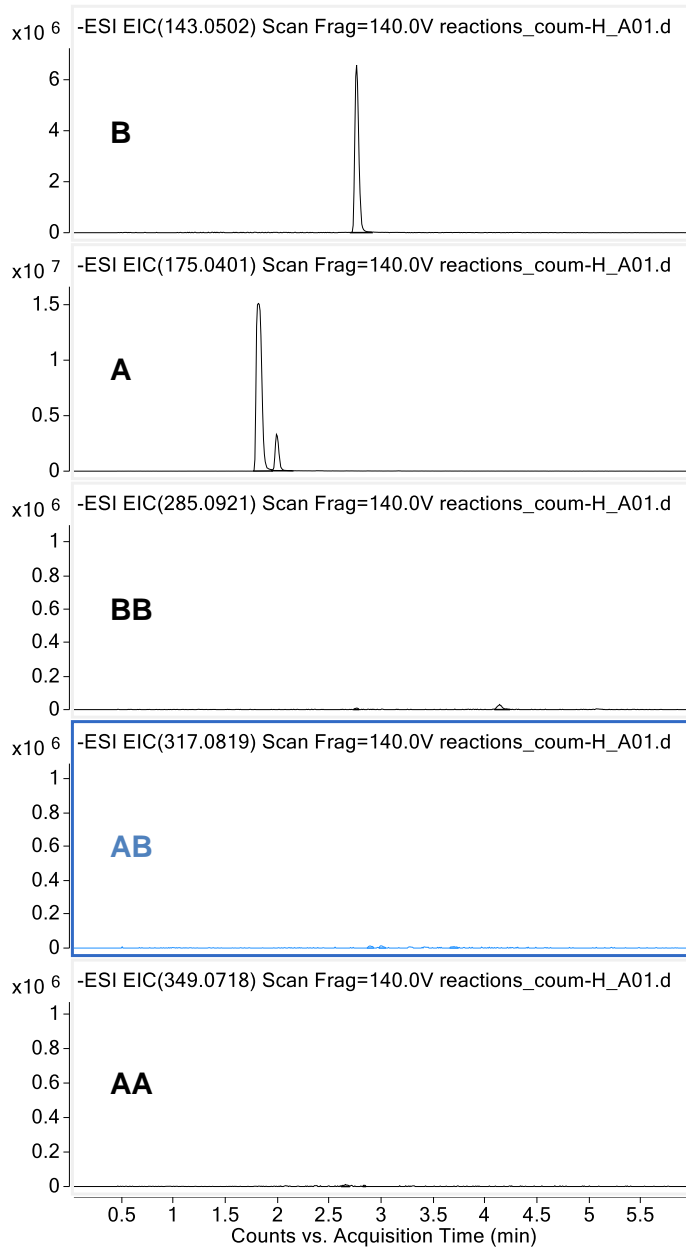 x10 6 -ESI EIC(143.0502) Scan Frag=140.0V reactions_coum-H_A01.d
6
4
B
2
0
x10 7 -ESI EIC(175.0401) Scan Frag=140.0V reactions_coum-H_A01.d
1.5
1
A
0.5
0
x10 6 -ESI EIC(285.0921) Scan Frag=140.0V reactions_coum-H_A01.d
1
0.8
0.6
BB
0.4
0.2
0
x10 6 -ESI EIC(317.0819) Scan Frag=140.0V reactions_coum-H_A01.d
1
0.8
0.6
AB
0.4
0.2
0
x10 6 -ESI EIC(349.0718) Scan Frag=140.0V reactions_coum-H_A01.d
1
0.8
0.6
AA
0.4
0.2
0
0.5 1 1.5 2 2.5 3 3.5 4 4.5 5 5.5
Counts vs. Acquisition Time (min)